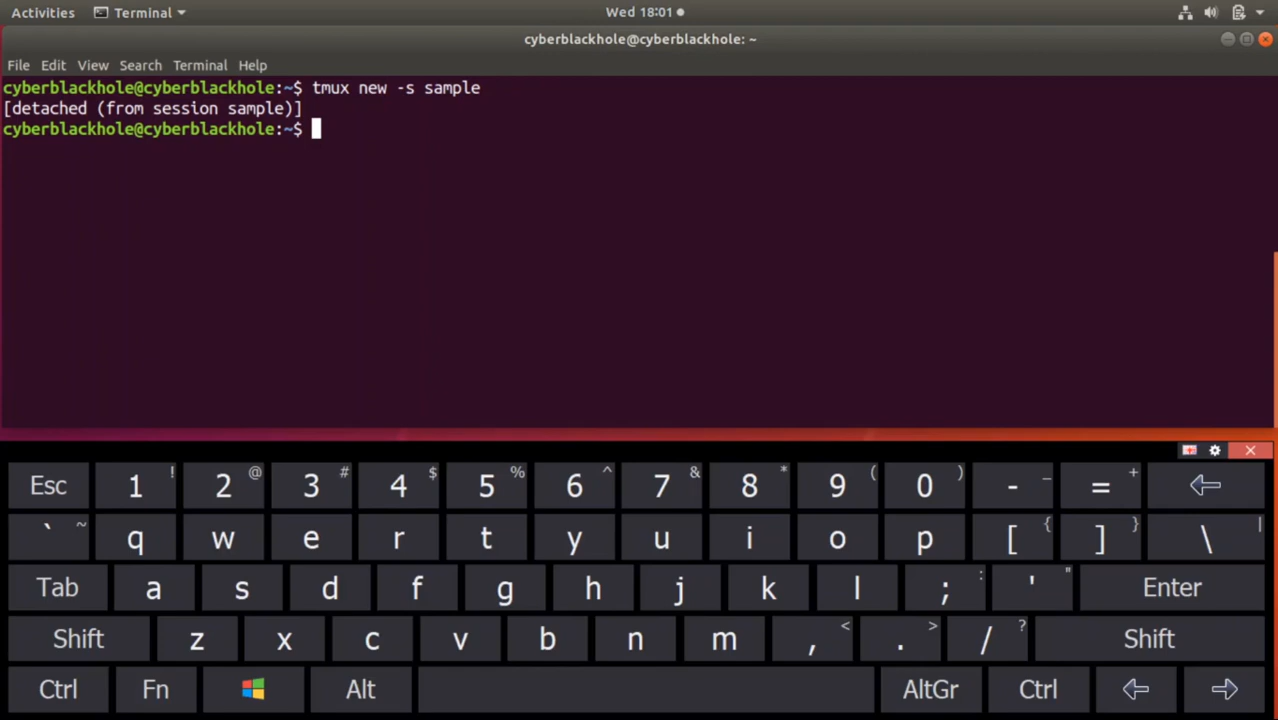 Activities Terminal Wed 18:01
cyberblackhole@cyberblackhole: ~
File Edit View Search Terminal Help
cyberblackhole@cyberblackhole:~$ tmux new -s sample
[detached (from session sample)]
cyberblackhole@cyberblackhole:~$
Esc 1 ! 2 @ 3 # 4 $ 5 % 6 ^ 7 & 8 * 9 ( 0 ) - _ = +
` ~ q w e r t y u i o p [ { ] } \ |
Tab a s d f g h j k l ; : ' " Enter
Shift z x c v b n m , < . > / ? Shift
Ctrl Fn Alt AltGr Ctrl